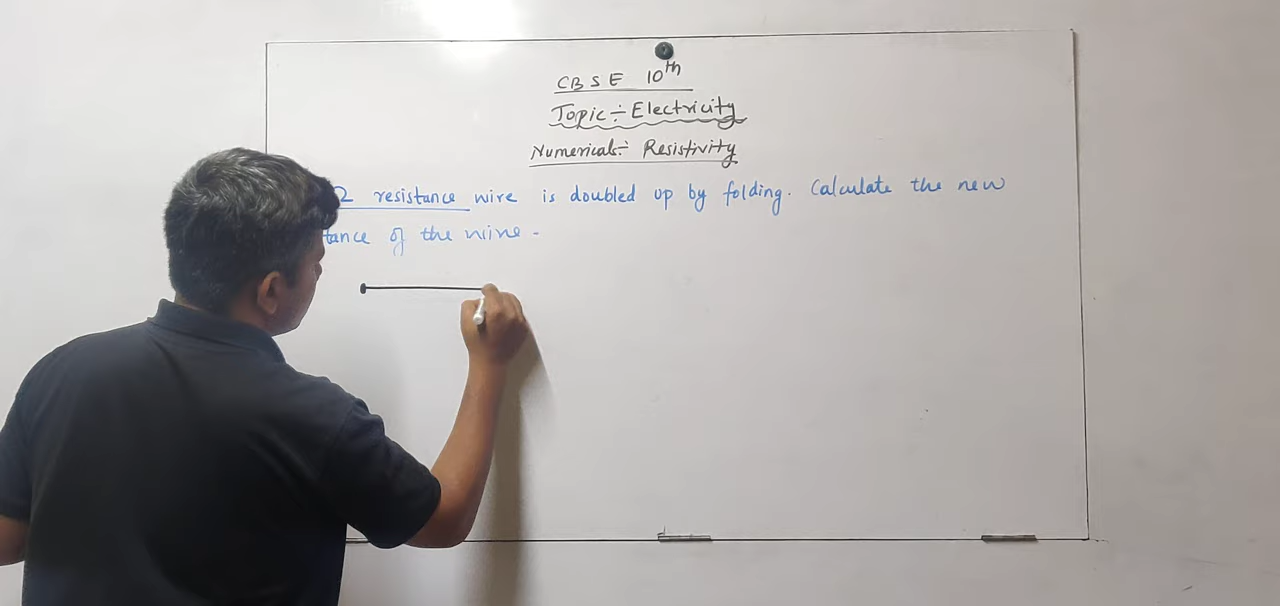 CBSE 10th
Topic÷Electricity
Numericals÷ Resistivity
resistance wire is doubled up by folding. Calculate the new
tance of the wire.